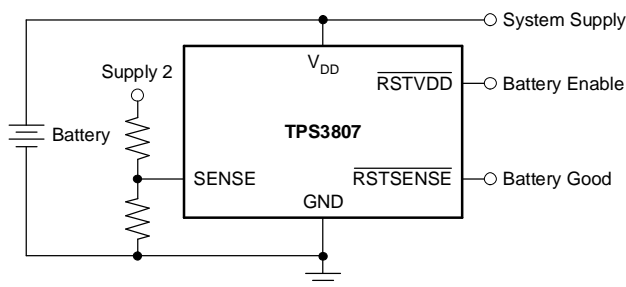 System Supply
Supply 2
V_DD
RSTVDD
Battery Enable
Battery
TPS3807
SENSE
RSTSENSE
Battery Good
GND